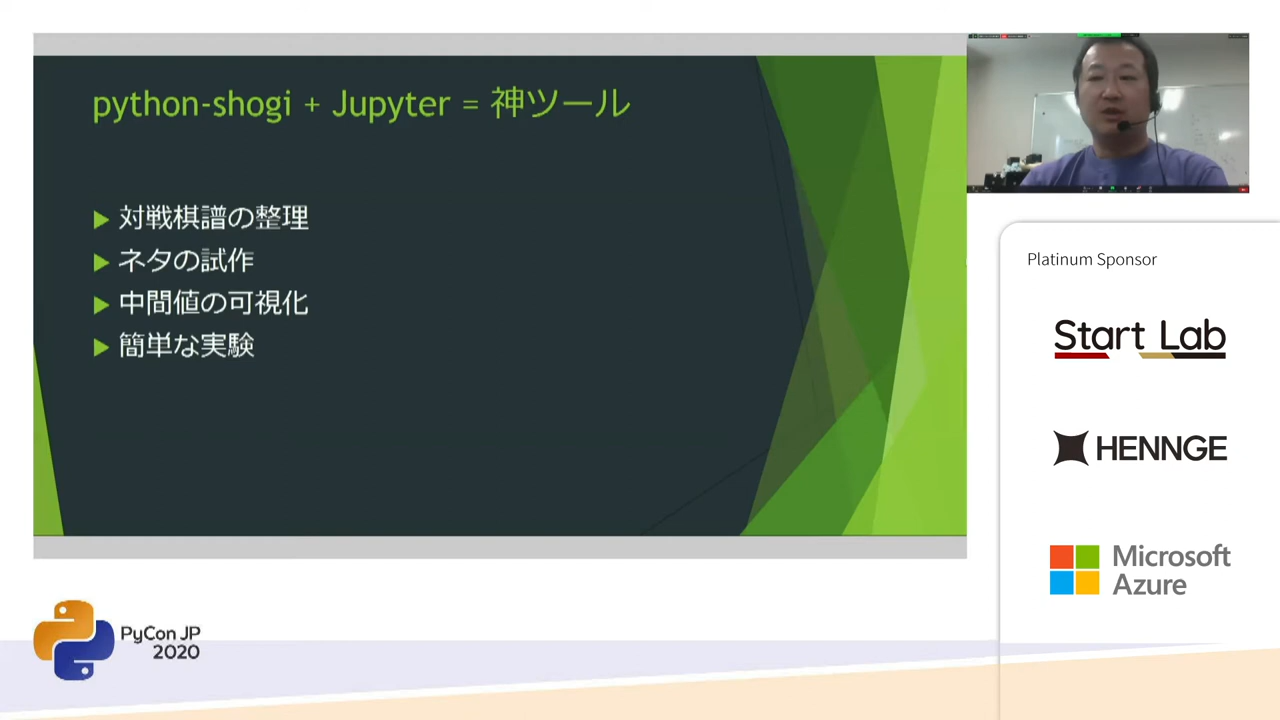 python-shogi + Jupyter = 神ツール
対戦棋譜の整理
ネタの試作
中間値の可視化
簡単な実験
Platinum Sponsor
Start Lab
HENNGE
Microsoft
Azure
PyCon JP
2020